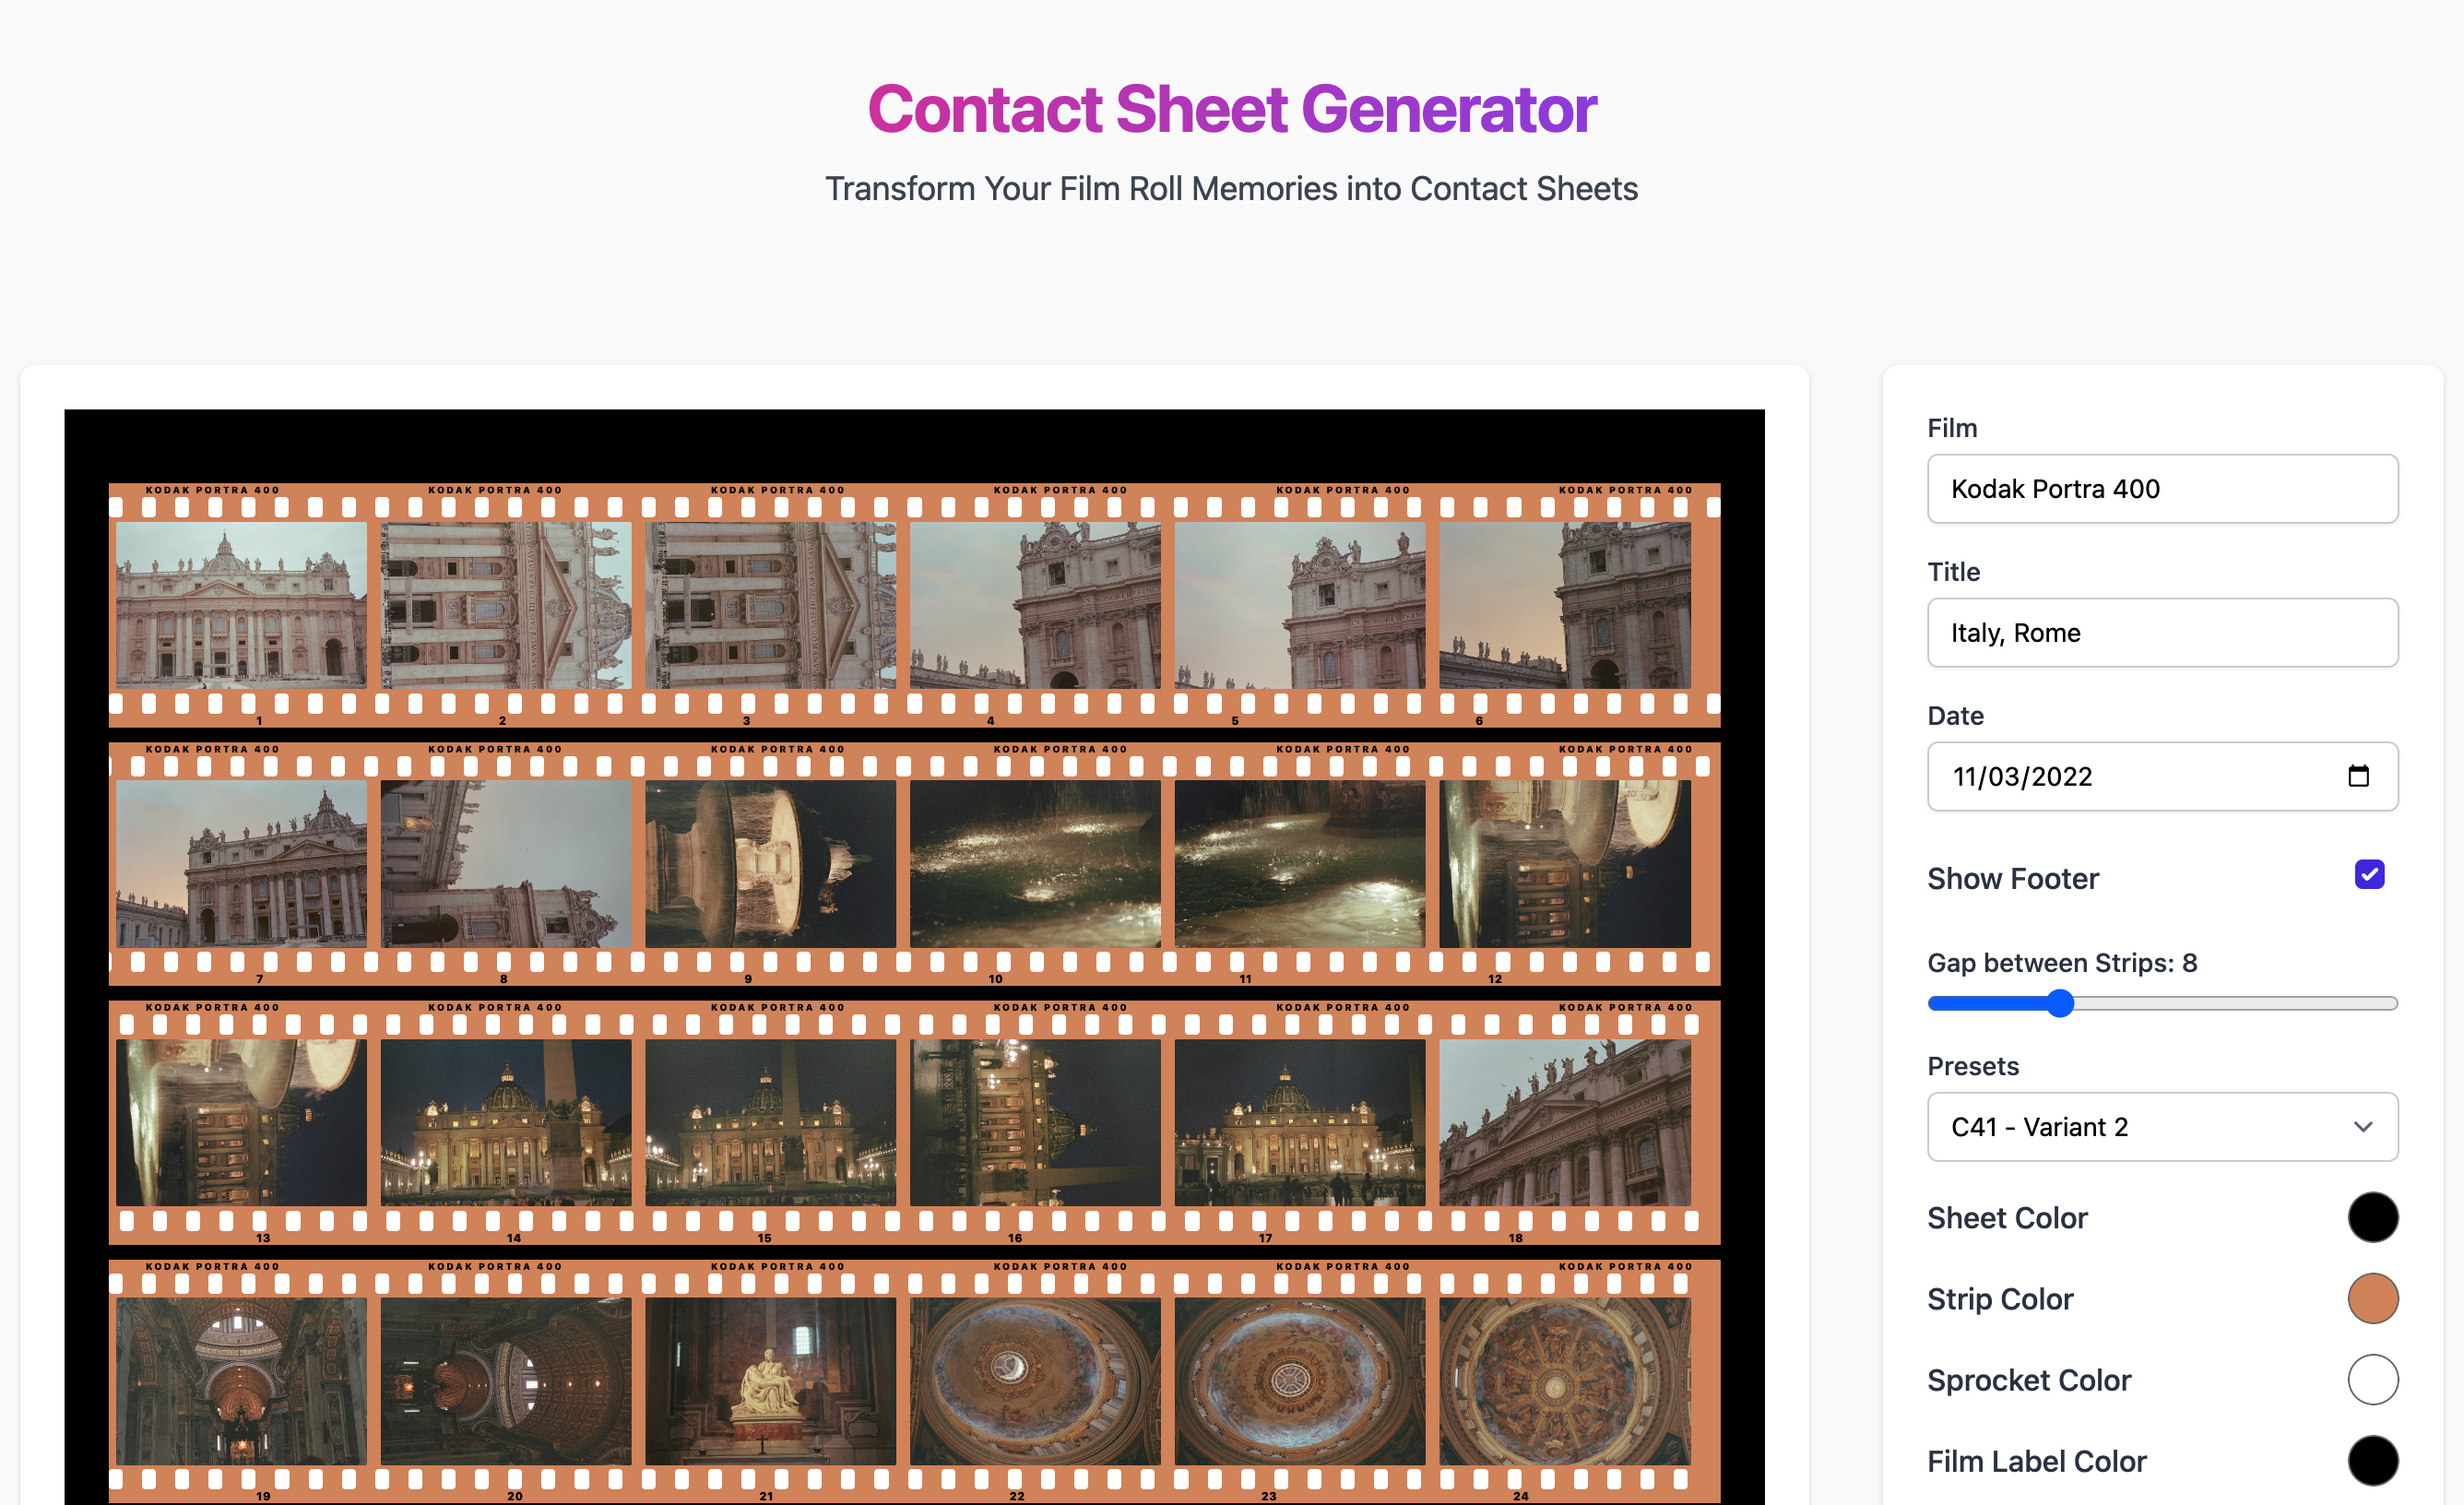 Contact Sheet Generator
Transform Your Film Roll Memories into Contact Sheets
KODAK PORTRA 400 KODAK PORTRA 400 KODAK PORTRA 400 KODAK PORTRA 400 KODAK PORTRA 400 KODAK PORTRA 400
1 2 3 4 5 6
KODAK PORTRA 400 KODAK PORTRA 400 KODAK PORTRA 400 KODAK PORTRA 400 KODAK PORTRA 400 KODAK PORTRA 400
7 8 9 10 11 12
KODAK PORTRA 400 KODAK PORTRA 400 KODAK PORTRA 400 KODAK PORTRA 400 KODAK PORTRA 400 KODAK PORTRA 400
13 14 15 16 17 18
KODAK PORTRA 400 KODAK PORTRA 400 KODAK PORTRA 400 KODAK PORTRA 400 KODAK PORTRA 400 KODAK PORTRA 400
19 20 21 22 23 24
Film
Kodak Portra 400
Title
Italy, Rome
Date
11/03/2022
Show Footer
Gap between Strips: 8
Presets
C41 - Variant 2
Sheet Color
Strip Color
Sprocket Color
Film Label Color